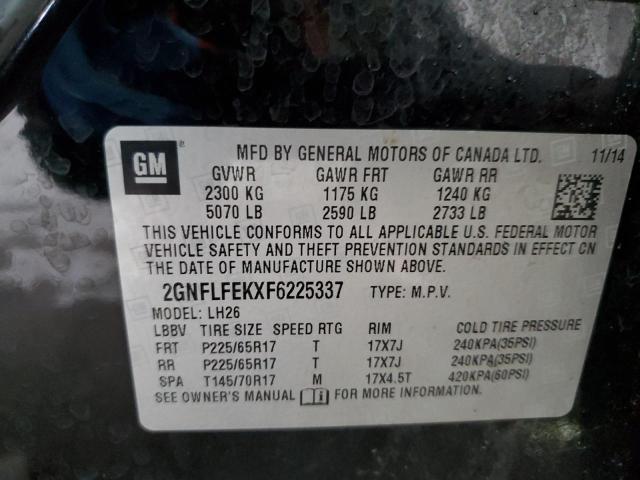 GM
MFD BY GENERAL MOTORS OF CANADA LTD. 11/14
GVWR GAWR FRT GAWR RR
2300 KG 1175 KG 1240 KG
5070 LB 2590 LB 2733 LB
THIS VEHICLE CONFORMS TO ALL APPLICABLE U.S. FEDERAL MOTOR
VEHICLE SAFETY AND THEFT PREVENTION STANDARDS IN EFFECT ON
THE DATE OF MANUFACTURE SHOWN ABOVE.
2GNFLFEKXF6225337 TYPE: M.P.V.
MODEL: LH26
LBBV TIRE SIZE SPEED RTG RIM COLD TIRE PRESSURE
FRT P225/65R17 T 17X7J 240KPA(35PSI)
RR P225/65R17 T 17X7J 240KPA(35PSI)
SPA T145/70R17 M 17X4.5T 420KPA(60PSI)
SEE OWNER'S MANUAL FOR MORE INFORMATION.